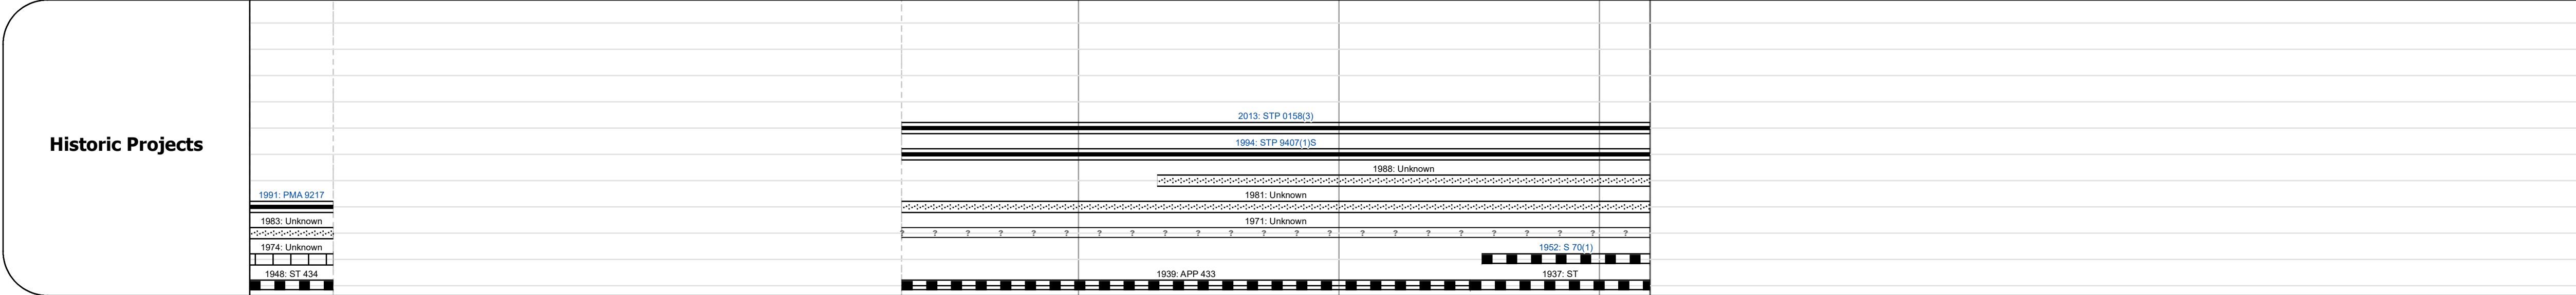 2013: STP 0158(3)
1994: STP 9407(1)S
Historic Projects
1988: Unknown
1991: PMA 9217
1981: Unknown
1983: Unknown
1971: Unknown
? ? ? ? ? ? ? ? ? ? ? ? ? ? ? ? ? ? ? ? ? ? ?
1974: Unknown
1952: S 70(1)
1948: ST 434
1939: APP 433
1937: ST